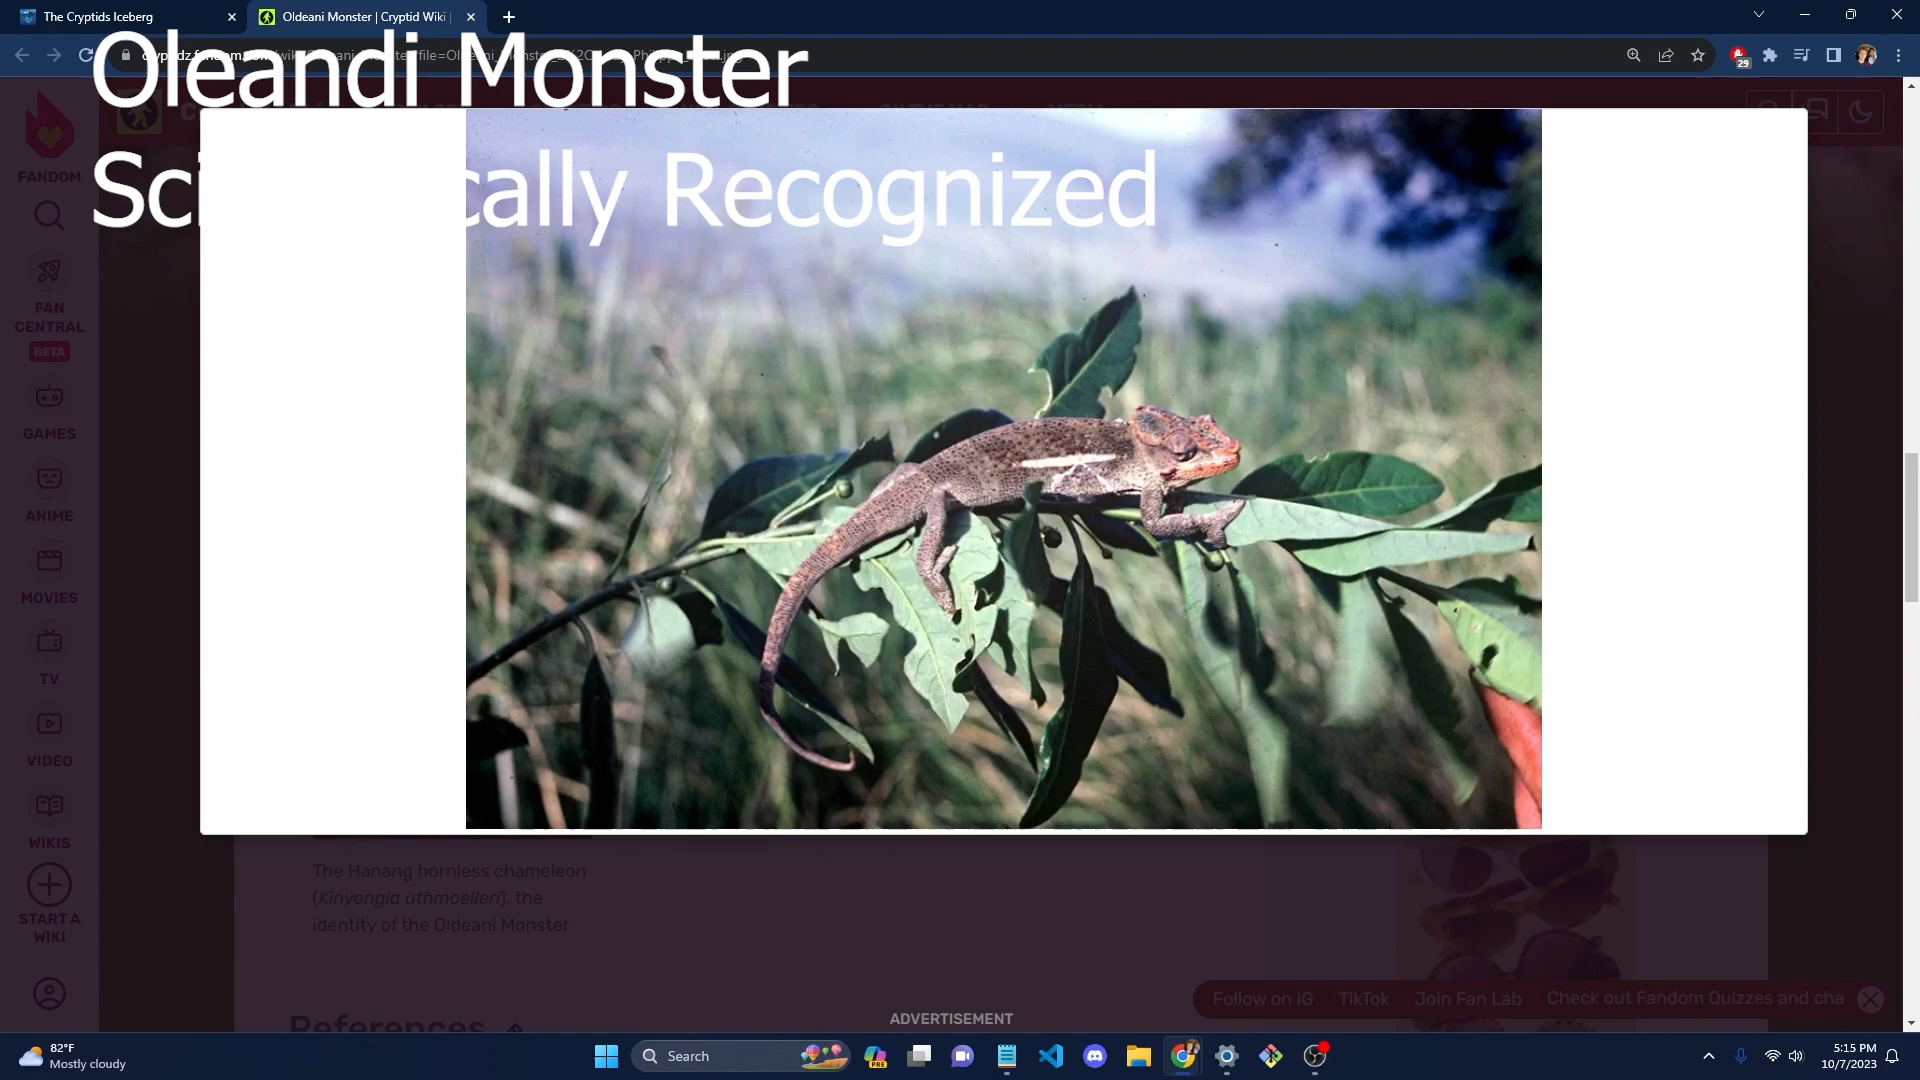 The Cryptids Iceberg
Oldeani Monster | Cryptid Wiki |
Oleandi Monster
29
FANDOM
Sci cally Recognized
FAN
CENTRAL
BETA
GAMES
ANIME
MOVIES
TV
VIDEO
WIKIS
START A
WIKI
The Hanang hornless chameleon
(Kinyongia uthmoelleri), the
identity of the Oldeani Monster
References
Follow on IG TikTok Join Fan Lab Check out Fandom Quizzes and cha
ADVERTISEMENT
82°F
Mostly cloudy
Search
PRE
5:15 PM
10/7/2023